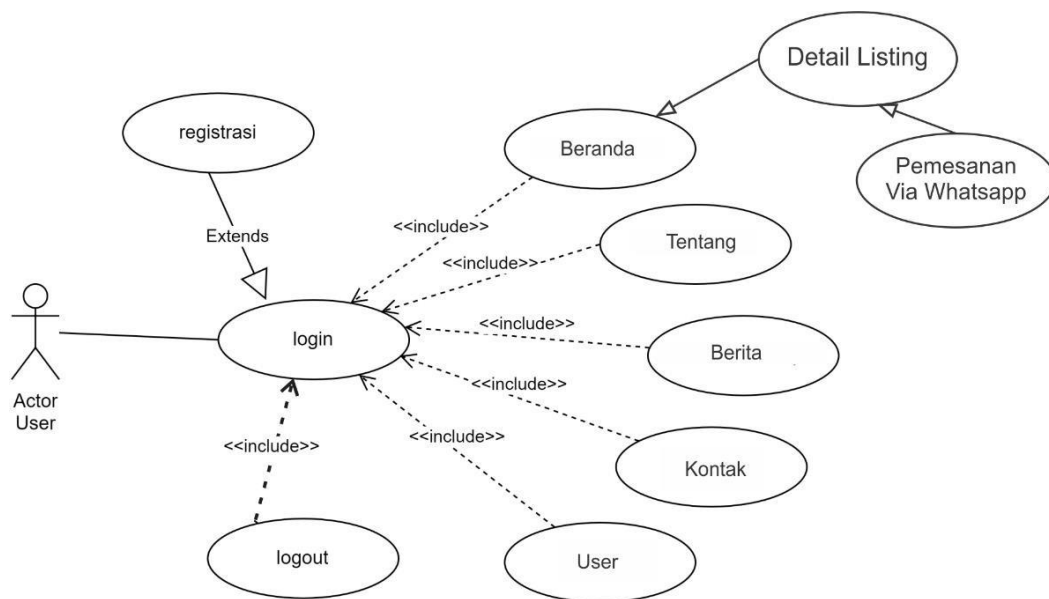 Detail Listing
registrasi
Beranda
Pemesanan
Via Whatsapp
<<include>>
Extends
Tentang
<<include>>
<<include>>
login
Berita
<<include>>
Actor
User
<<include>>
<<include>>
Kontak
logout
User